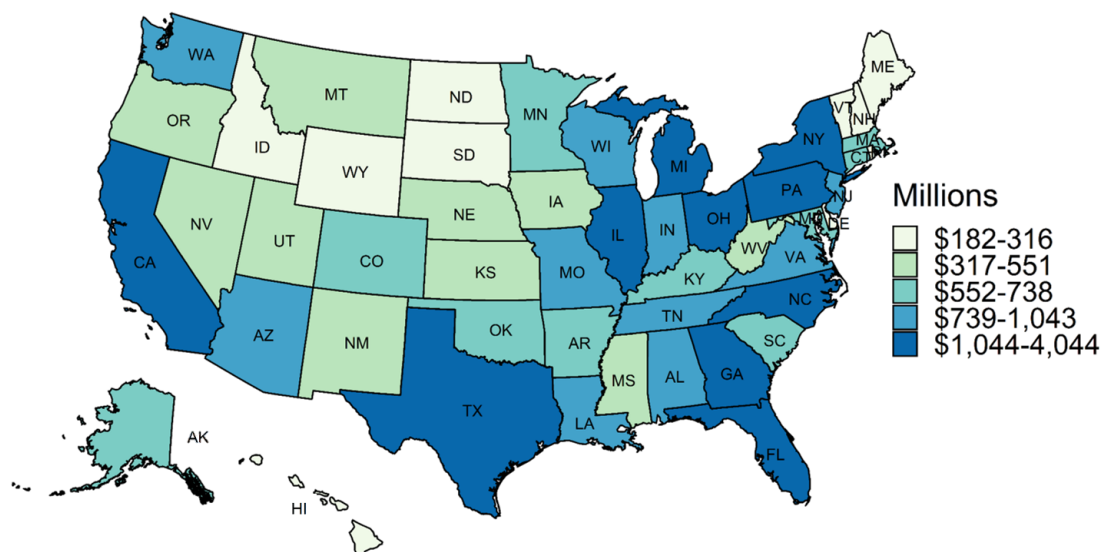 WA
MT
ND
MN
ME
OR
ID
SD
WI
VT
NH
WY
MI
NY
MA
CT
RI
NV
NE
IA
PA
NJ
UT
CO
IL
IN
OH
MD
DE
CA
KS
MO
WV
VA
KY
AZ
NM
OK
AR
TN
NC
SC
TX
MS
AL
GA
LA
AK
FL
HI
Millions
$182-316
$317-551
$552-738
$739-1,043
$1,044-4,044